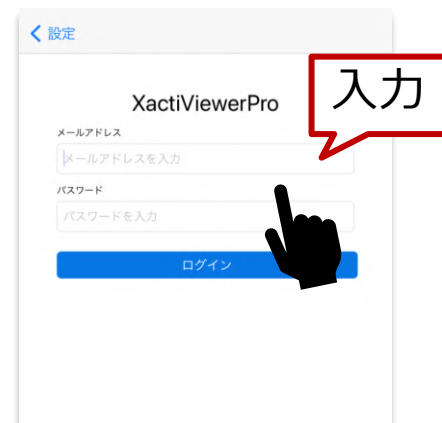 設定
入力
XactiViewerPro
メールアドレス
メールアドレスを入力
パスワード
パスワードを入力
ログイン